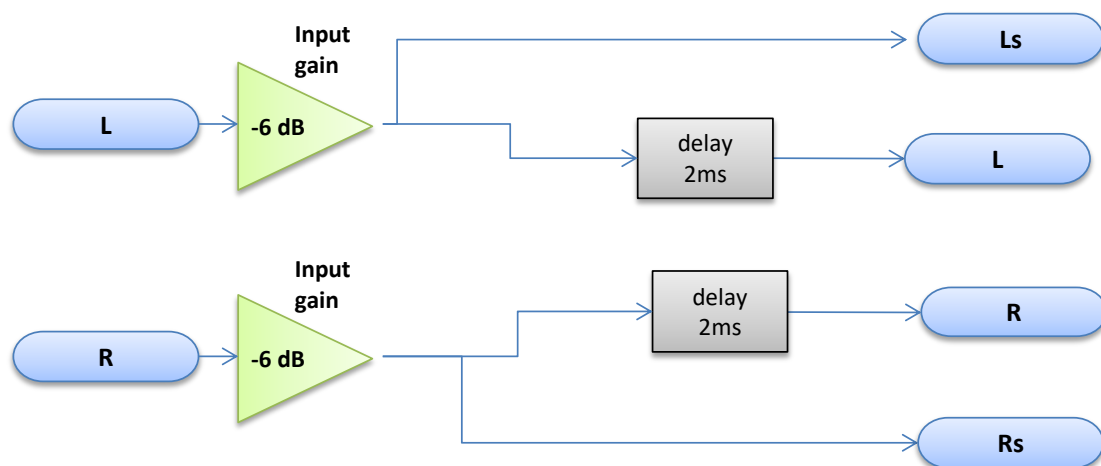 Input
gain
Ls
L
-6 dB
delay
2ms
L
Input
gain
delay
2ms
R
R
-6 dB
Rs